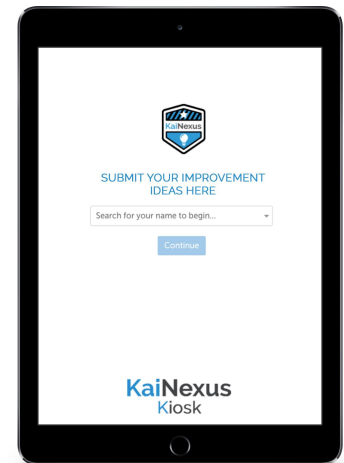 KaiNexus
SUBMIT YOUR IMPROVEMENT
IDEAS HERE
Search for your name to begin...
Continue
KaiNexus
Kiosk